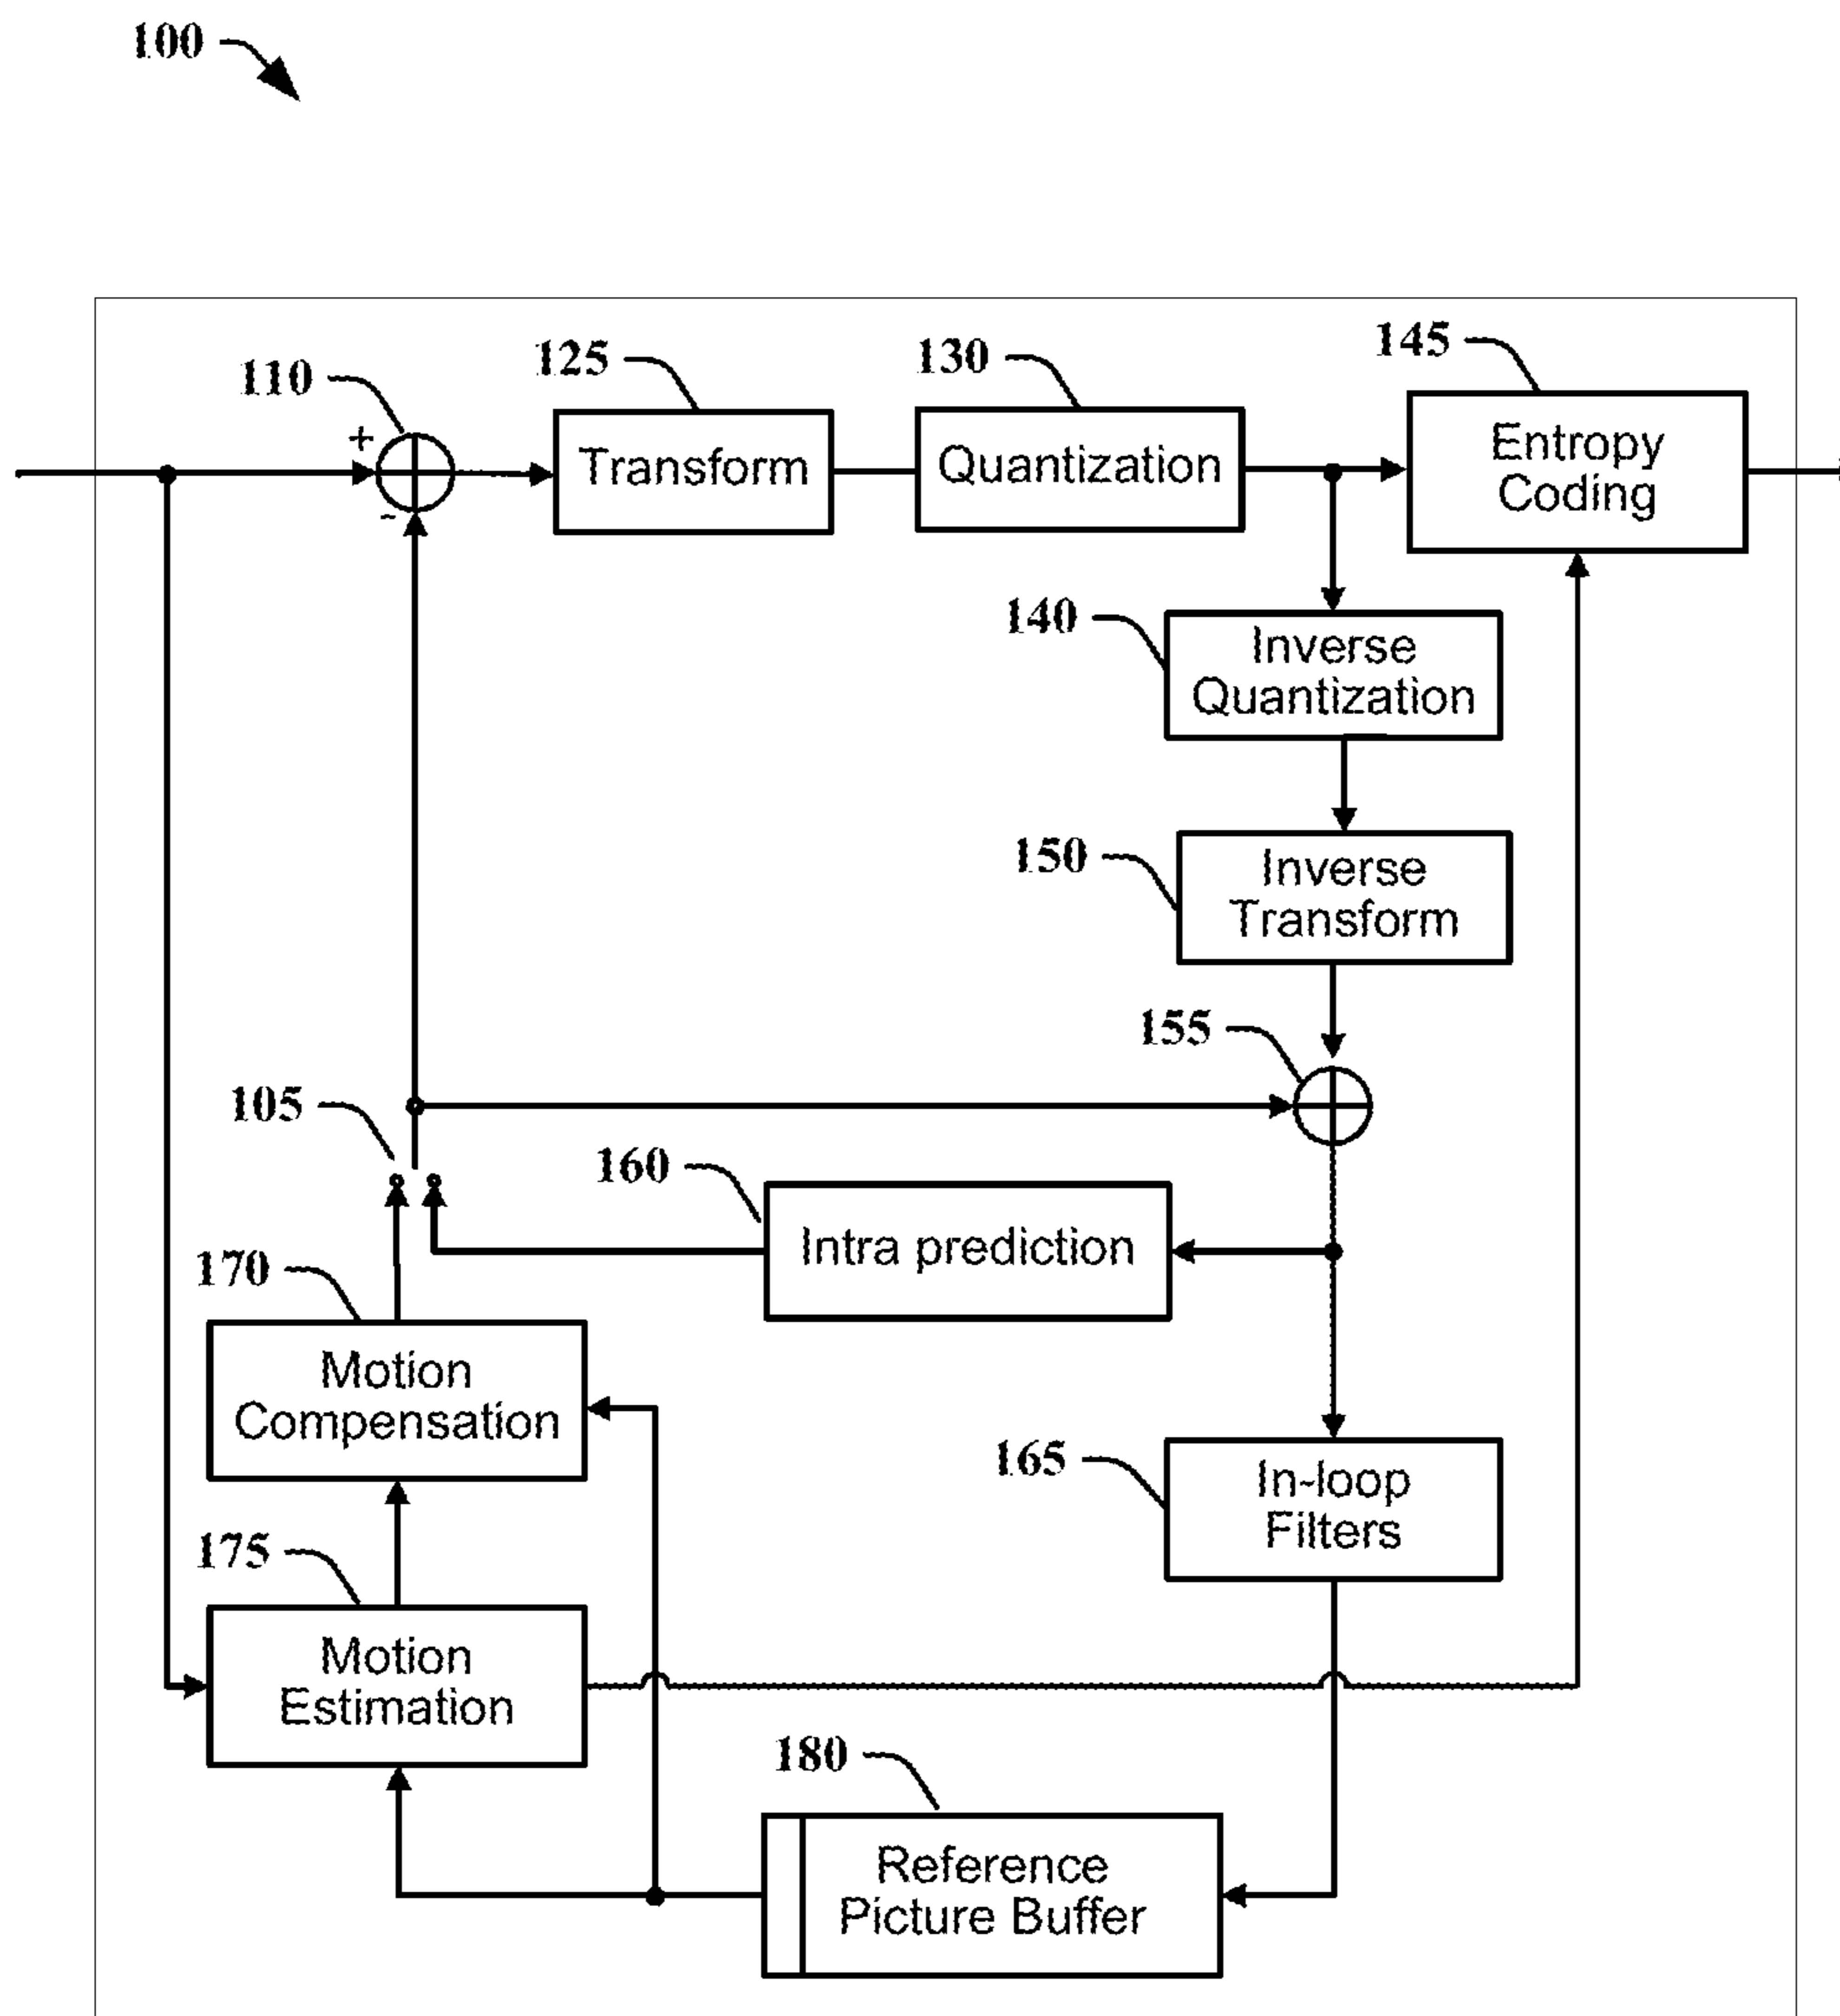 100
110
125
130
145
+
-
Transform
Quantization
Entropy
Coding
140
Inverse
Quantization
150
Inverse
Transform
155
105
160
Intra prediction
170
Motion
Compensation
165
In-loop
Filters
175
Motion
Estimation
180
Reference
Picture Buffer